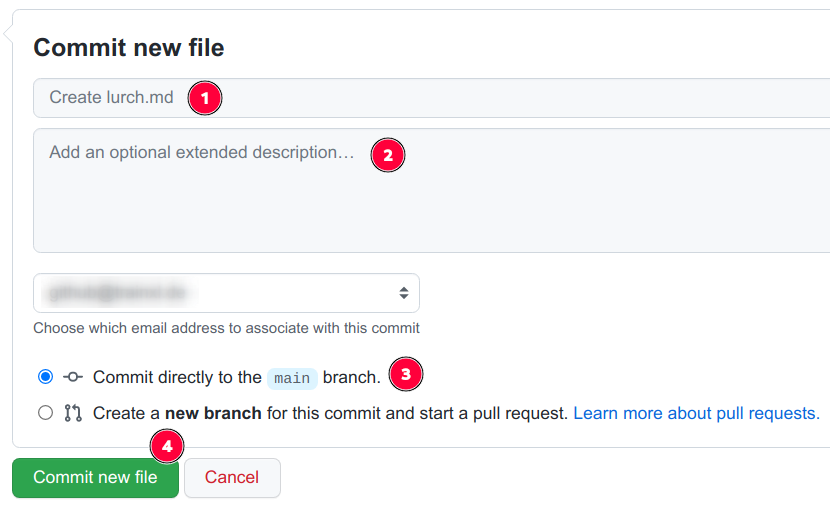 Commit new file
Create lurch.md 1
Add an optional extended description… 2
Choose which email address to associate with this commit
Commit directly to the main branch. 3
Create a new branch for this commit and start a pull request. Learn more about pull requests.
4
Commit new file Cancel